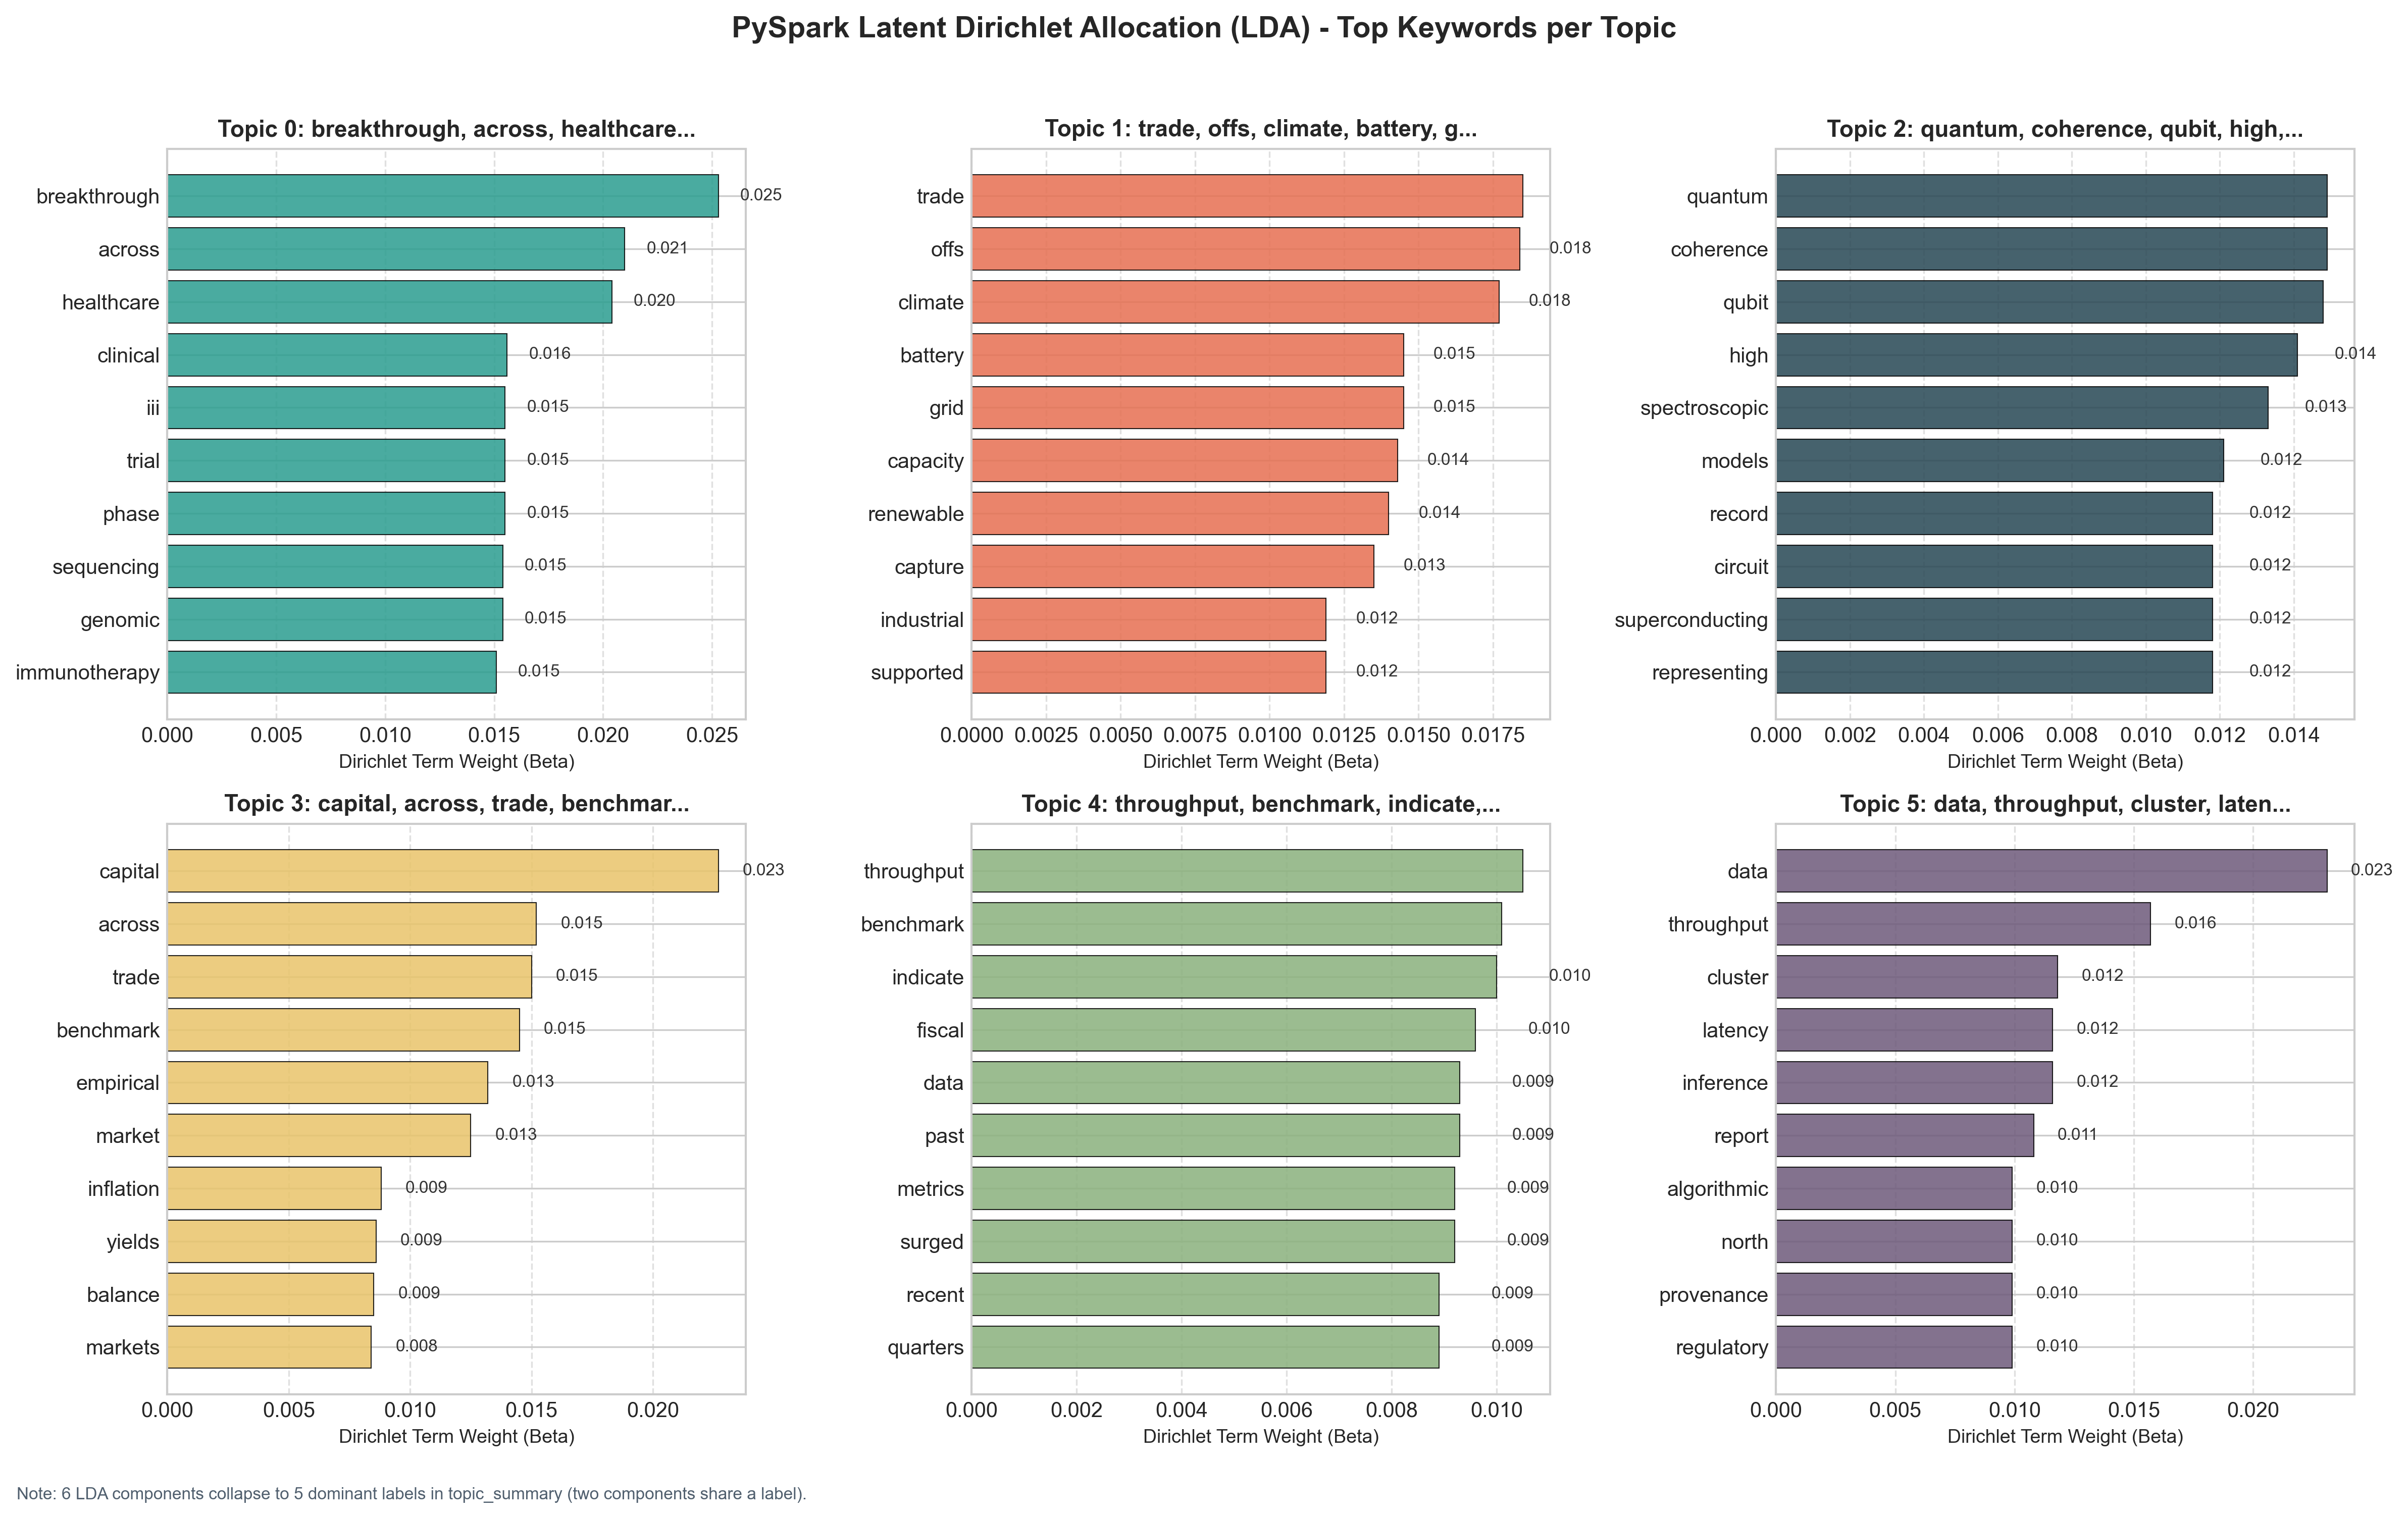 PySpark Latent Dirichlet Allocation (LDA) - Top Keywords per Topic
Topic 0: breakthrough, across, healthcare...
breakthrough 0.025
across 0.021
healthcare 0.020
clinical 0.016
iii 0.015
trial 0.015
phase 0.015
sequencing 0.015
genomic 0.015
immunotherapy 0.015
0.000 0.005 0.010 0.015 0.020 0.025
Dirichlet Term Weight (Beta)
Topic 1: trade, offs, climate, battery, g...
trade
offs 0.018
climate 0.018
battery 0.015
grid 0.015
capacity 0.014
renewable 0.014
capture 0.013
industrial 0.012
supported 0.012
0.0000 0.0025 0.0050 0.0075 0.0100 0.0125 0.0150 0.0175
Dirichlet Term Weight (Beta)
Topic 2: quantum, coherence, qubit, high,...
quantum
coherence
qubit
high 0.014
spectroscopic 0.013
models 0.012
record 0.012
circuit 0.012
superconducting 0.012
representing 0.012
0.000 0.002 0.004 0.006 0.008 0.010 0.012 0.014
Dirichlet Term Weight (Beta)
Topic 3: capital, across, trade, benchmar...
capital 0.023
across 0.015
trade 0.015
benchmark 0.015
empirical 0.013
market 0.013
inflation 0.009
yields 0.009
balance 0.009
markets 0.008
0.000 0.005 0.010 0.015 0.020
Dirichlet Term Weight (Beta)
Topic 4: throughput, benchmark, indicate,...
throughput
benchmark
indicate 0.010
fiscal 0.010
data 0.009
past 0.009
metrics 0.009
surged 0.009
recent 0.009
quarters 0.009
0.000 0.002 0.004 0.006 0.008 0.010
Dirichlet Term Weight (Beta)
Topic 5: data, throughput, cluster, laten...
data 0.023
throughput 0.016
cluster 0.012
latency 0.012
inference 0.012
report 0.011
algorithmic 0.010
north 0.010
provenance 0.010
regulatory 0.010
0.000 0.005 0.010 0.015 0.020
Dirichlet Term Weight (Beta)
Note: 6 LDA components collapse to 5 dominant labels in topic_summary (two components share a label).